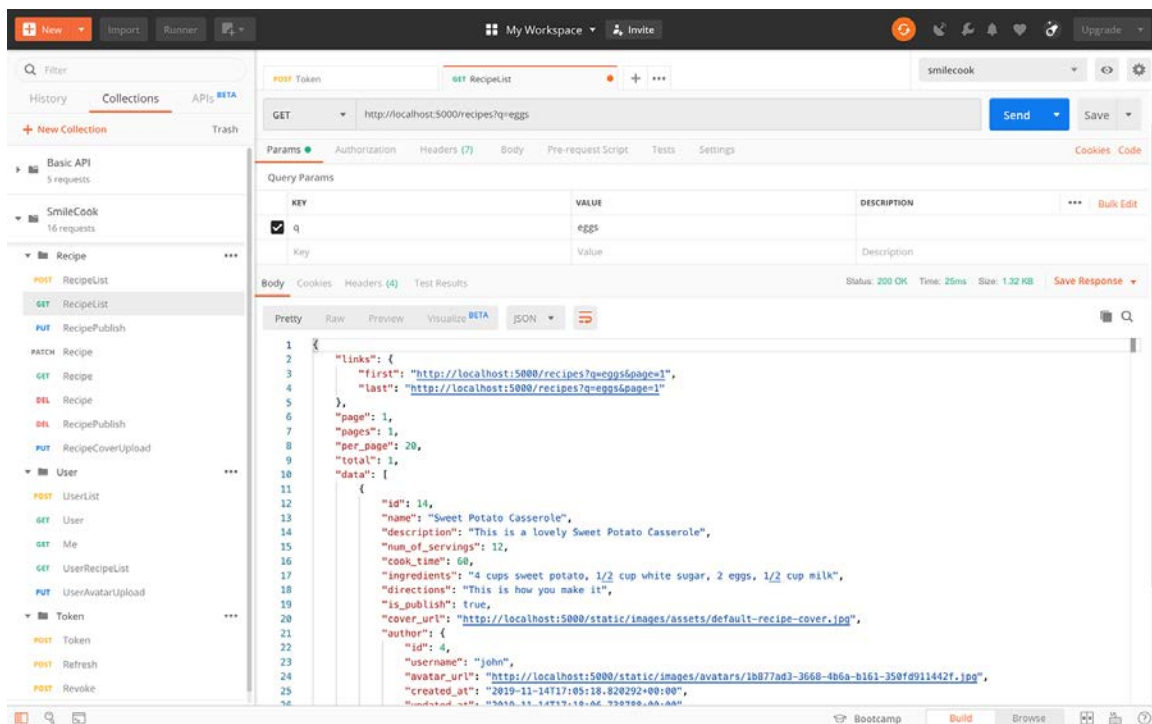 New Import Runner My Workspace Invite Upgrade
Filter
History Collections APIs BETA
+ New Collection Trash
Basic API
5 requests
SmileCook
16 requests
Recipe
POST RecipeList
GET RecipeList
PUT RecipePublish
PATCH Recipe
GET Recipe
DEL Recipe
DEL RecipePublish
PUT RecipeCoverUpload
User
POST UserList
GET User
GET Me
GET UserRecipeList
PUT UserAvatarUpload
Token
POST Token
POST Refresh
POST Revoke
POST Token GET RecipeList smilecook
GET http://localhost:5000/recipes?q=eggs Send Save
Params Authorization Headers (7) Body Pre-request Script Tests Settings Cookies Code
Query Params
KEY VALUE DESCRIPTION Bulk Edit
q eggs
Key Value Description
Body Cookies Headers (4) Test Results Status: 200 OK Time: 25ms Size: 1.32 KB Save Response
Pretty Raw Preview Visualize BETA JSON
1 {
2 "links": {
3 "first": "http://localhost:5000/recipes?q=eggs&page=1",
4 "last": "http://localhost:5000/recipes?q=eggs&page=1"
5 },
6 "page": 1,
7 "pages": 1,
8 "per_page": 20,
9 "total": 1,
10 "data": [
11 {
12 "id": 14,
13 "name": "Sweet Potato Casserole",
14 "description": "This is a lovely Sweet Potato Casserole",
15 "num_of_servings": 12,
16 "cook_time": 60,
17 "ingredients": "4 cups sweet potato, 1/2 cup white sugar, 2 eggs, 1/2 cup milk",
18 "directions": "This is how you make it",
19 "is_publish": true,
20 "cover_url": "http://localhost:5000/static/images/assets/default-recipe-cover.jpg",
21 "author": {
22 "id": 4,
23 "username": "john",
24 "avatar_url": "http://localhost:5000/static/images/avatars/1b877ad3-3668-4b6a-b161-350fd911442f.jpg",
25 "created_at": "2019-11-14T17:05:18.820292+00:00",
Bootcamp Build Browse